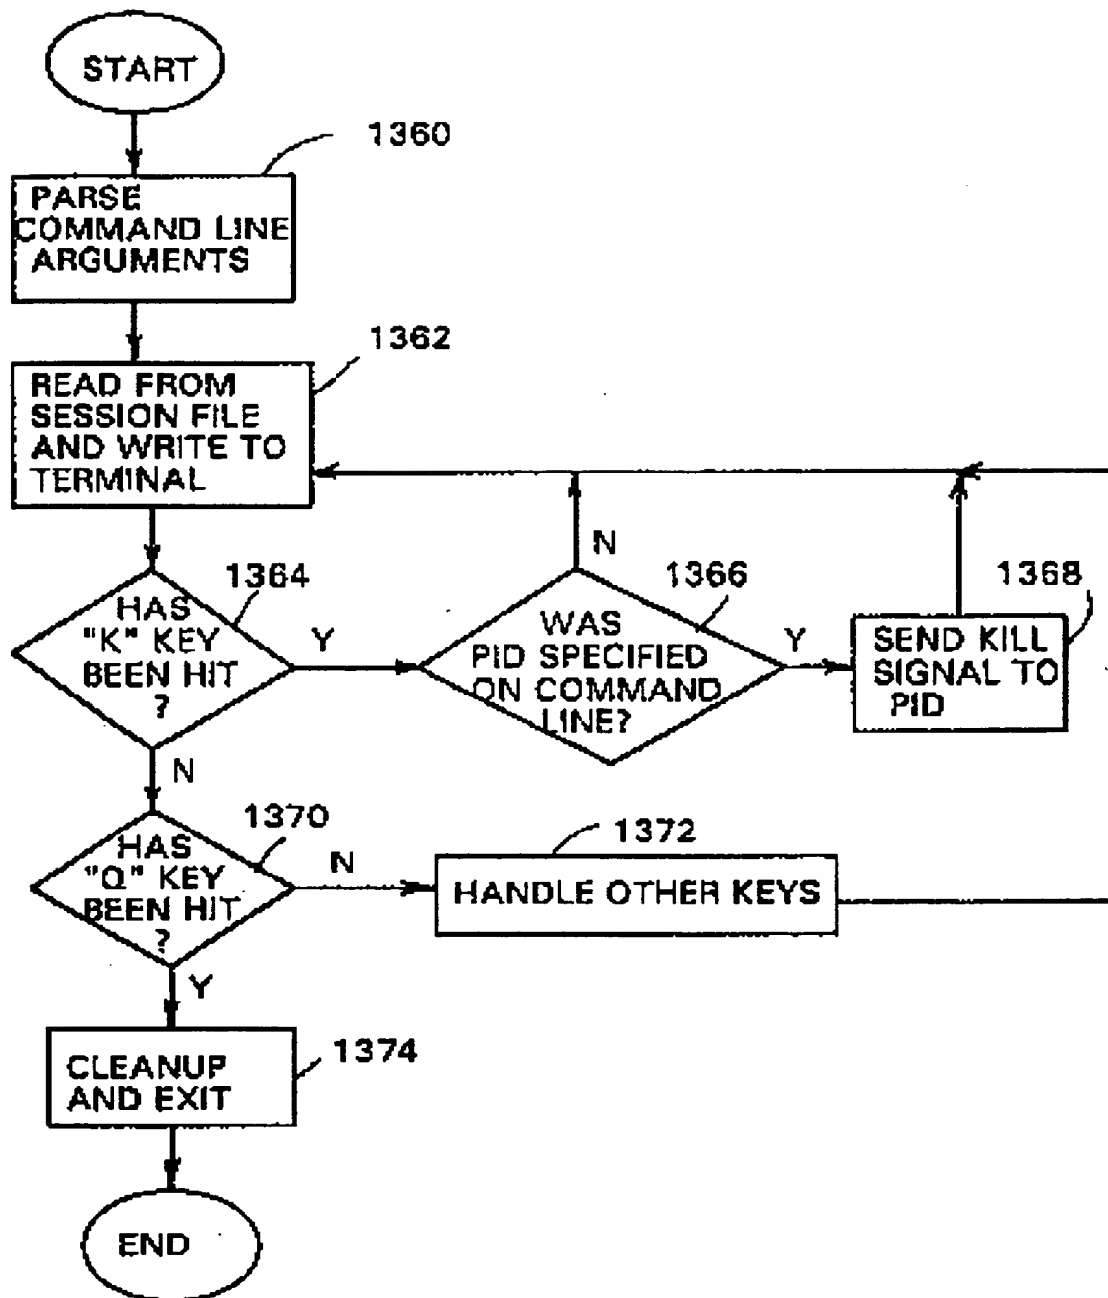 START
1360
PARSE
COMMAND LINE
ARGUMENTS
1362
READ FROM
SESSION FILE
AND WRITE TO
TERMINAL
1364
HAS
"K" KEY
BEEN HIT
?
Y
N
1366
WAS
PID SPECIFIED
ON COMMAND
LINE?
N
Y
1368
SEND KILL
SIGNAL TO
PID
1370
HAS
"Q" KEY
BEEN HIT
?
N
Y
1372
HANDLE OTHER KEYS
1374
CLEANUP
AND EXIT
END